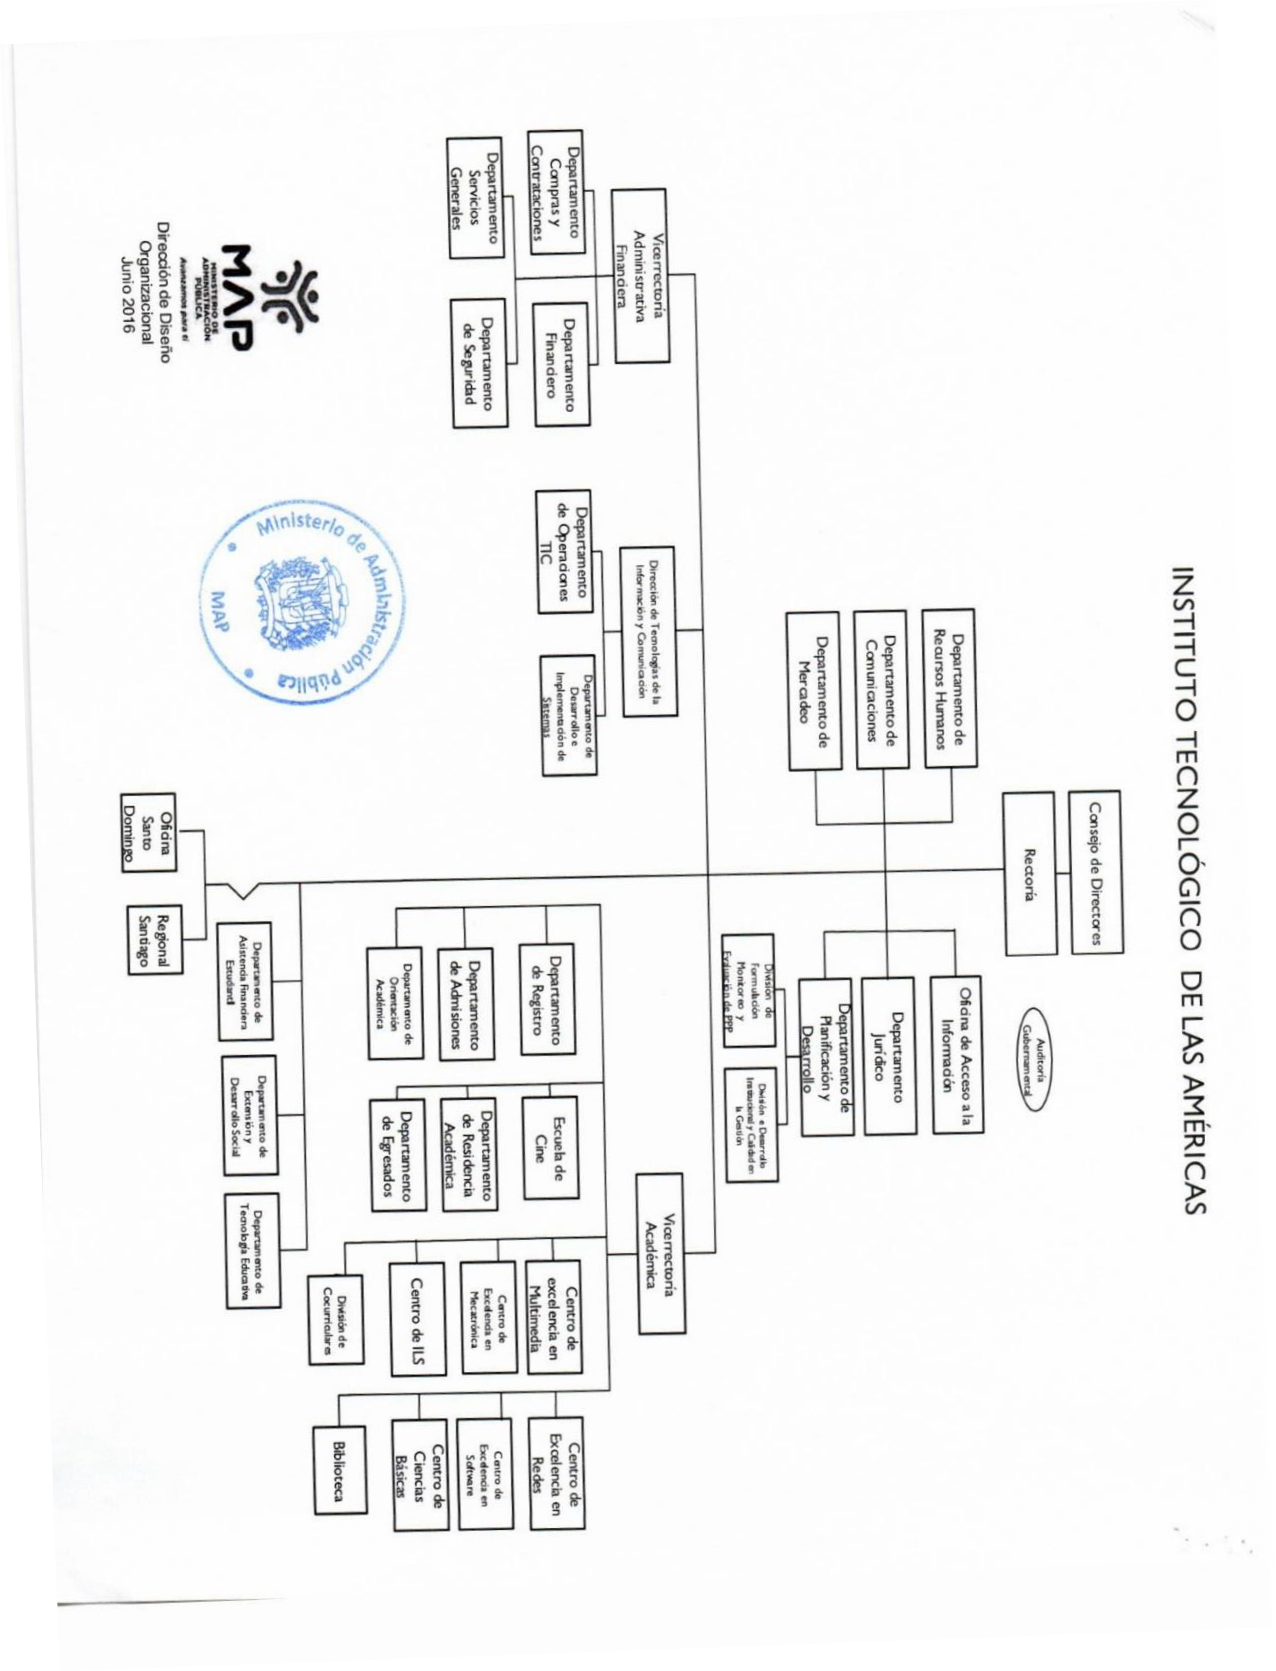 INSTITUTO TECNOLÓGICO DE LAS AMÉRICAS
Consejo de Directores
Rectoría
Auditoría
Gubernamental
Departamento de
Recursos Humanos
Departamento de
Comunicaciones
Departamento de
Mercadeo
Oficina de Acceso a la
Información
Departamento
Jurídico
Departamento de
Planificación y
Desarrollo
División de
Formulación
Monitoreo y
Evaluación de PPP
División e Desarrollo
Institucional y Calidad en
la Gestión
Vicerrectoría
Administrativa
Financiera
Departamento
Compras y
Contrataciones
Departamento
Financiero
Departamento
Servicios
Generales
Departamento
de Seguridad
Dirección de Tecnologías de la
Información y Comunicación
Departamento
de Operaciones
TIC
Departamento de
Desarrollo e
Implementación de
Sistemas
Vicerrectoría
Académica
Departamento
de Registro
Departamento
de Admisiones
Departamento de
Orientación
Académica
Escuela de
Cine
Departamento
de Residencia
Académica
Departamento
de Egresados
Centro de
excelencia en
Multimedia
Centro de
Excelencia en
Mecatrónica
Centro de ILS
División de
Cocurriculares
Centro de
Excelencia en
Redes
Centro de
Excelencia en
Software
Centro de
Ciencias
Básicas
Biblioteca
Departamento de
Asistencia Financiera
Estudiantil
Departamento de
Extensión y
Desarrollo Social
Departamento de
Tecnología Educativa
Oficina
Santo
Domingo
Regional
Santiago
MAP
MINISTERIO DE
ADMINISTRACIÓN
PÚBLICA
Avanzamos para ti
Dirección de Diseño
Organizacional
Junio 2016
Ministerio de Administración Pública
MAP